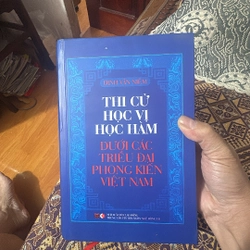 THI CỬ
HỌC VỊ
HỌC HÀM
DƯỚI CÁC
TRIỀU ĐẠI
PHONG KIẾN
VIỆT NAM